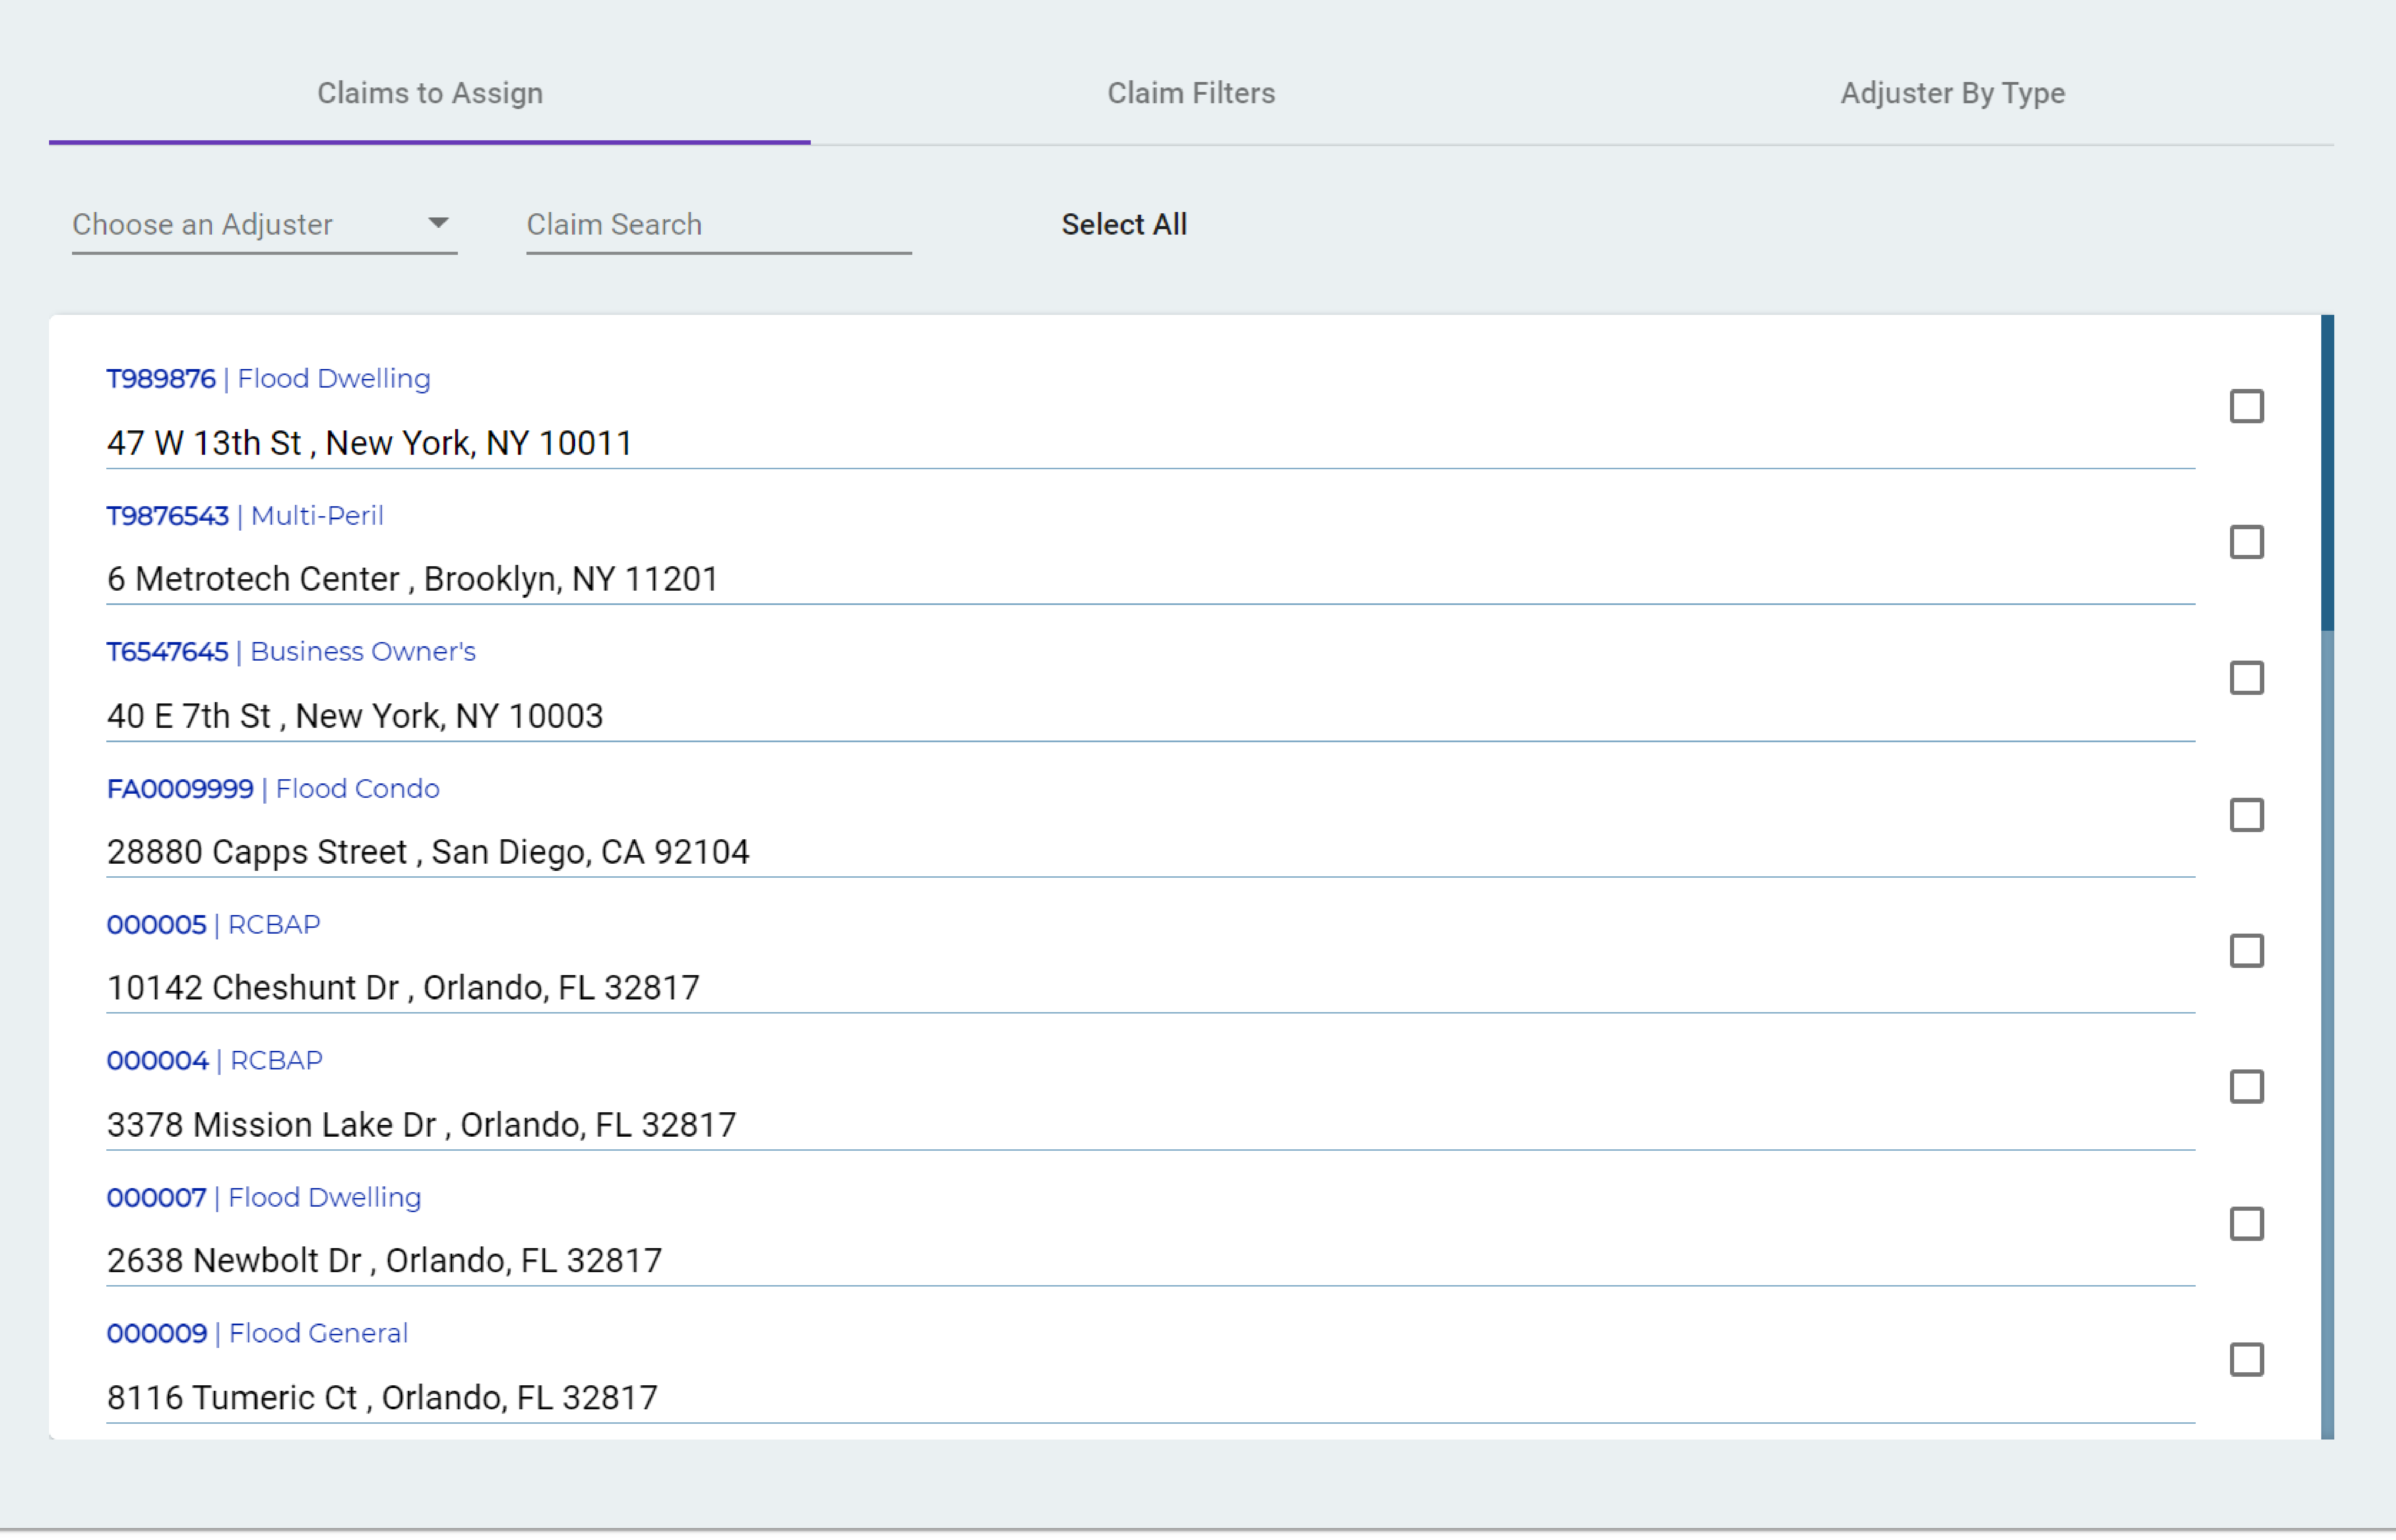 Claims to Assign Claim Filters Adjuster By Type
Choose an Adjuster Claim Search Select All
T989876 | Flood Dwelling
47 W 13th St , New York, NY 10011
T9876543 | Multi-Peril
6 Metrotech Center , Brooklyn, NY 11201
T6547645 | Business Owner's
40 E 7th St , New York, NY 10003
FA0009999 | Flood Condo
28880 Capps Street , San Diego, CA 92104
000005 | RCBAP
10142 Cheshunt Dr , Orlando, FL 32817
000004 | RCBAP
3378 Mission Lake Dr , Orlando, FL 32817
000007 | Flood Dwelling
2638 Newbolt Dr , Orlando, FL 32817
000009 | Flood General
8116 Tumeric Ct , Orlando, FL 32817